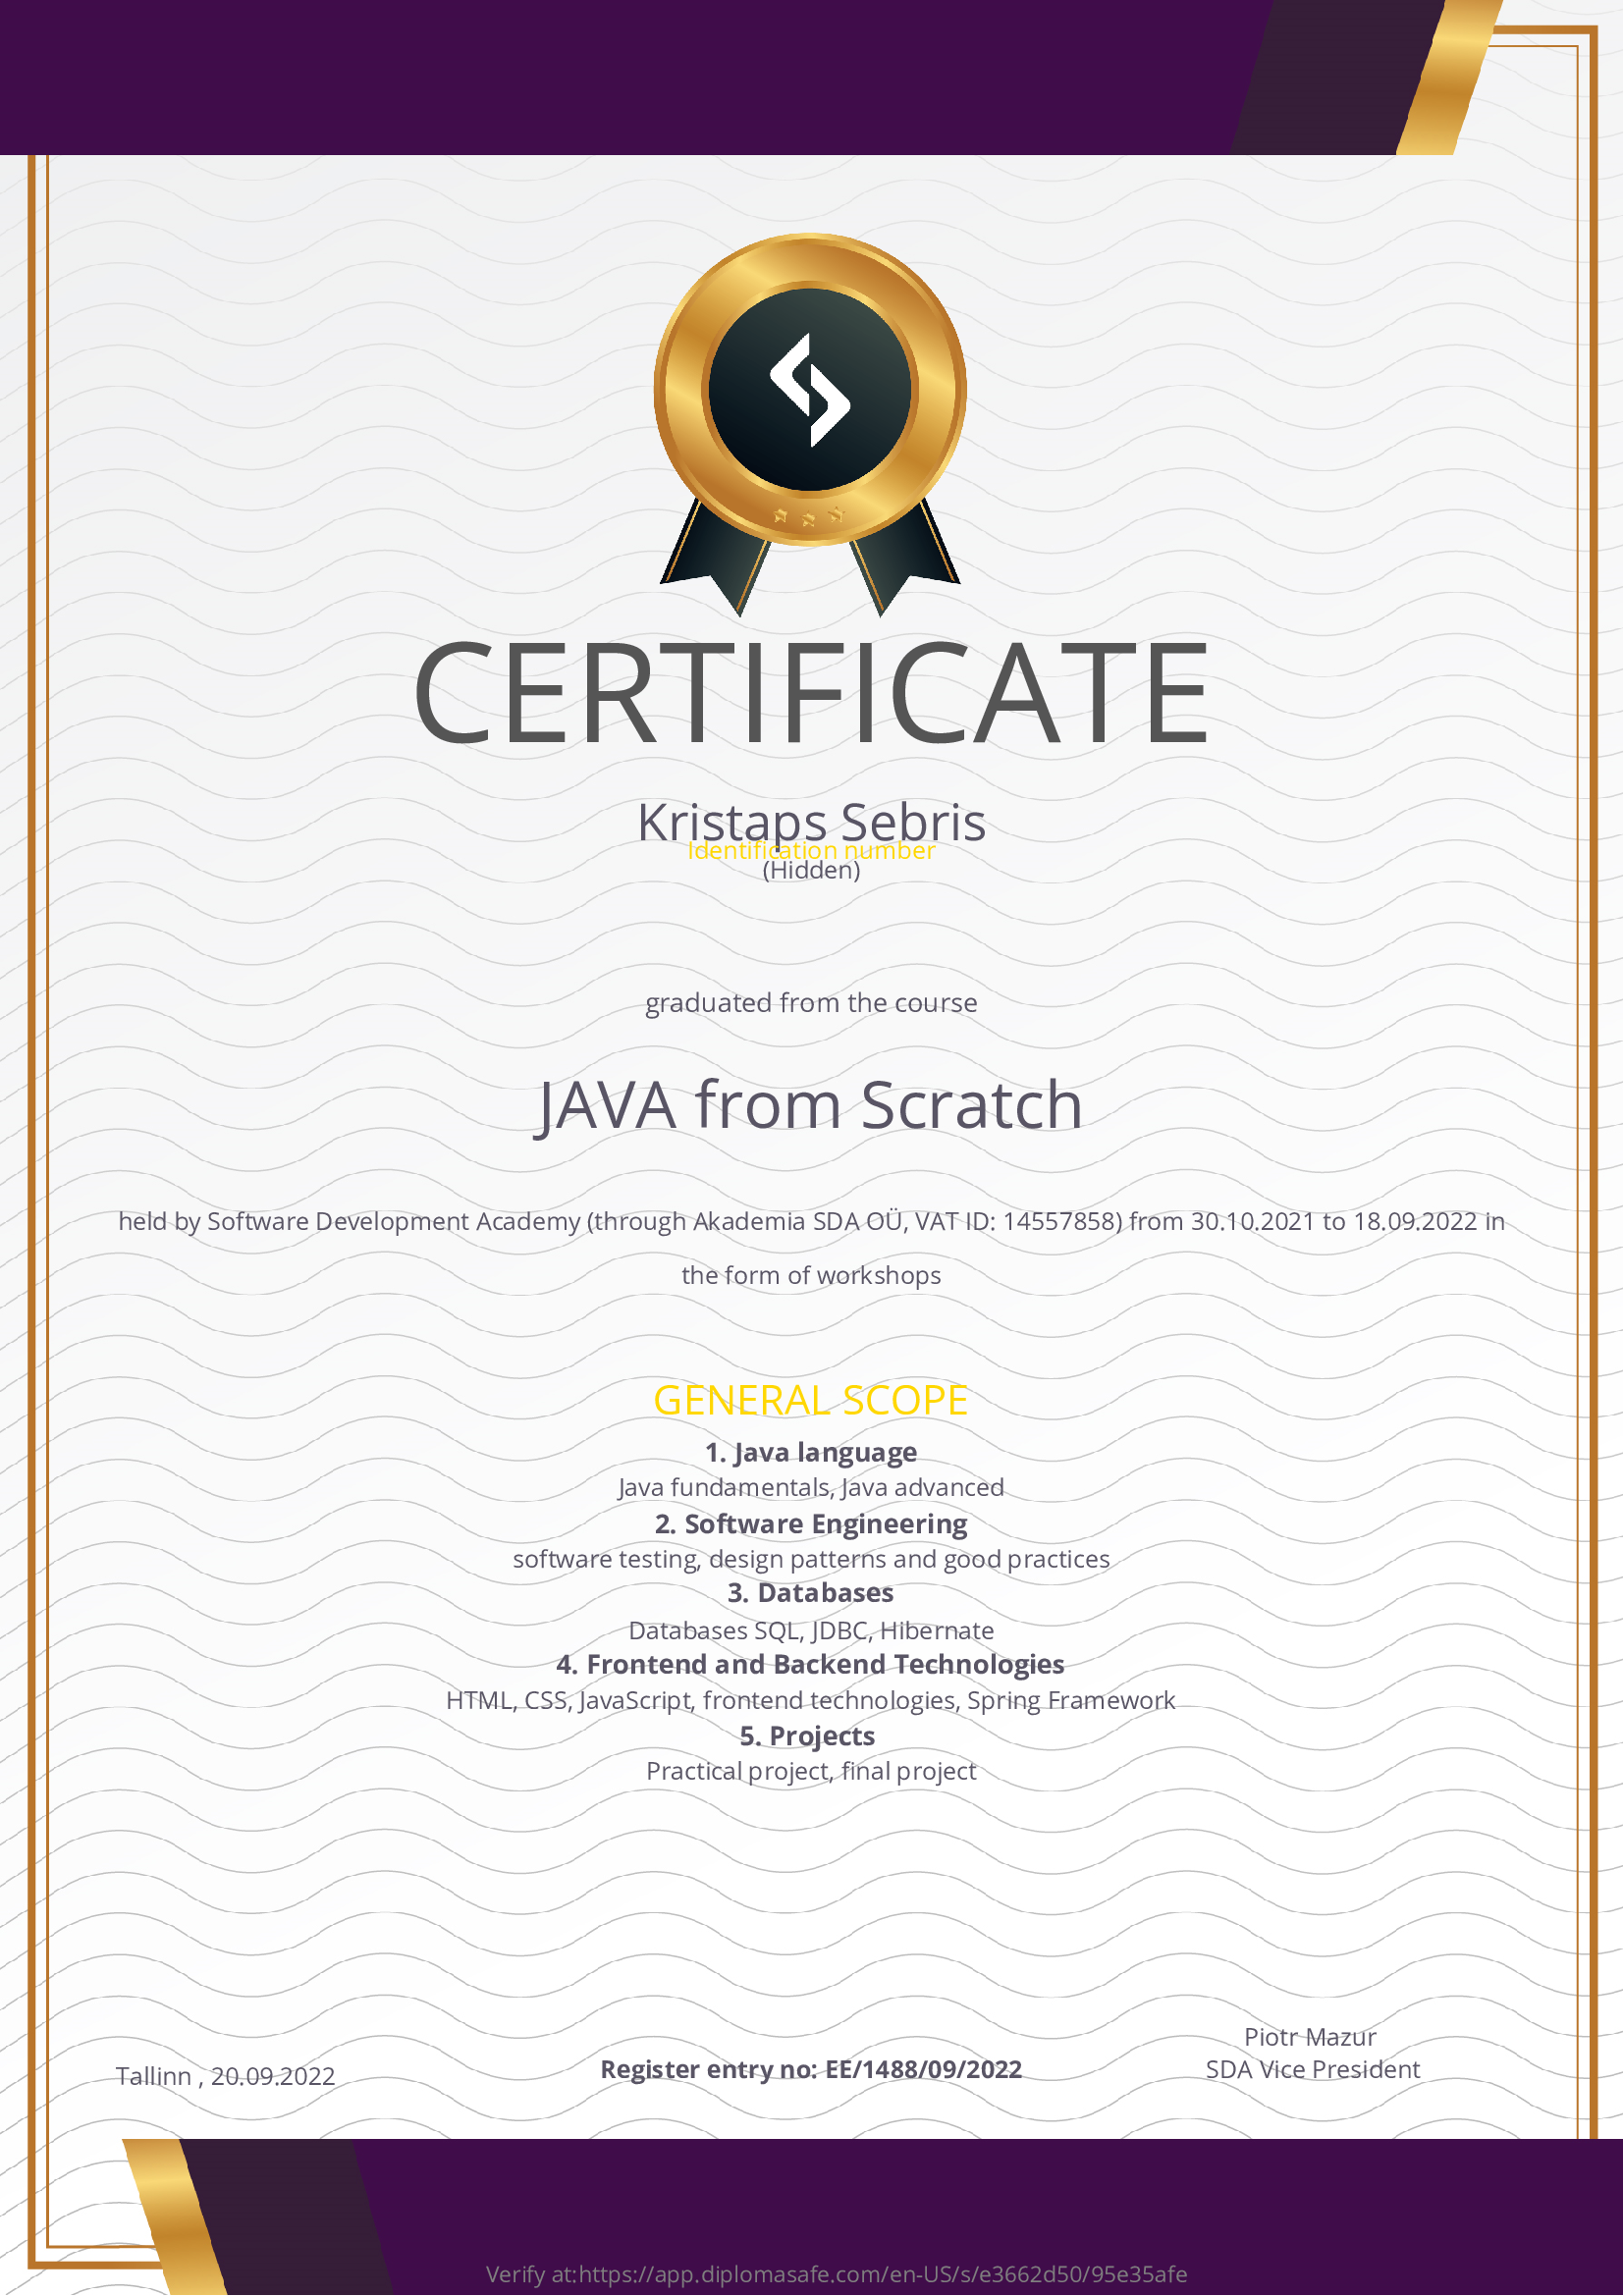 CERTIFICATE
Kristaps Sebris
Identification number
(Hidden)
graduated from the course
JAVA from Scratch
held by Software Development Academy (through Akademia SDA OÜ, VAT ID: 14557858) from 30.10.2021 to 18.09.2022 in
the form of workshops
GENERAL SCOPE
1. Java language
Java fundamentals, Java advanced
2. Software Engineering
software testing, design patterns and good practices
3. Databases
Databases SQL, JDBC, Hibernate
4. Frontend and Backend Technologies
HTML, CSS, JavaScript, frontend technologies, Spring Framework
5. Projects
Practical project, final project
Tallinn , 20.09.2022
Register entry no: EE/1488/09/2022
Piotr Mazur
SDA Vice President
Verify at:https://app.diplomasafe.com/en-US/s/e3662d50/95e35afe